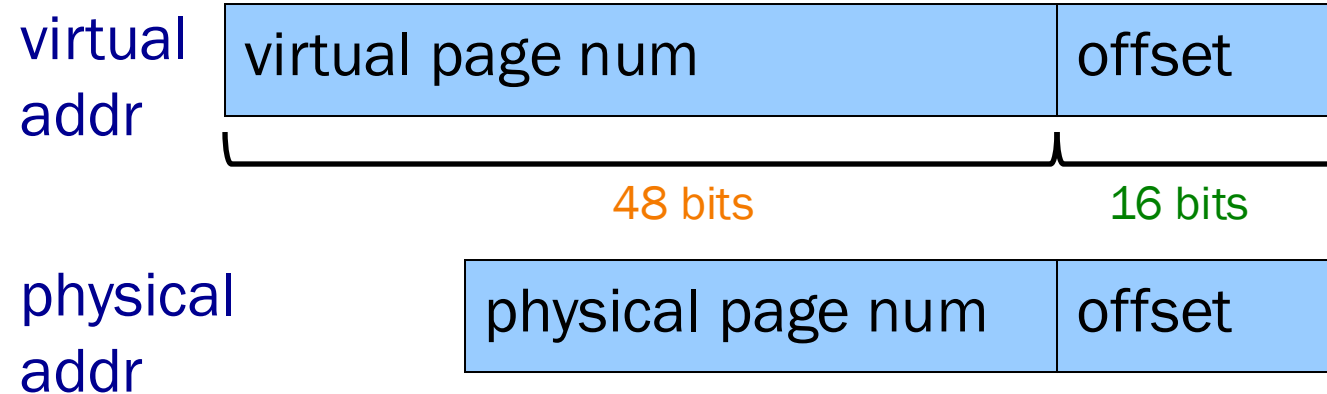 virtual
addr
virtual page num
offset
48 bits
16 bits
physical
addr
physical page num
offset